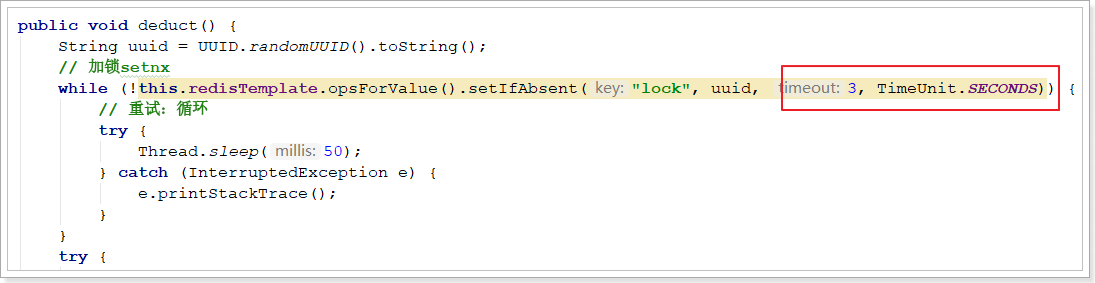 public void deduct() {
    String uuid = UUID.randomUUID().toString();
    // 加锁setnx
    while (!this.redisTemplate.opsForValue().setIfAbsent( key: "lock", uuid, timeout: 3, TimeUnit.SECONDS)) {
        // 重试：循环
        try {
            Thread.sleep( millis: 50);
        } catch (InterruptedException e) {
            e.printStackTrace();
        }
    }
    try {